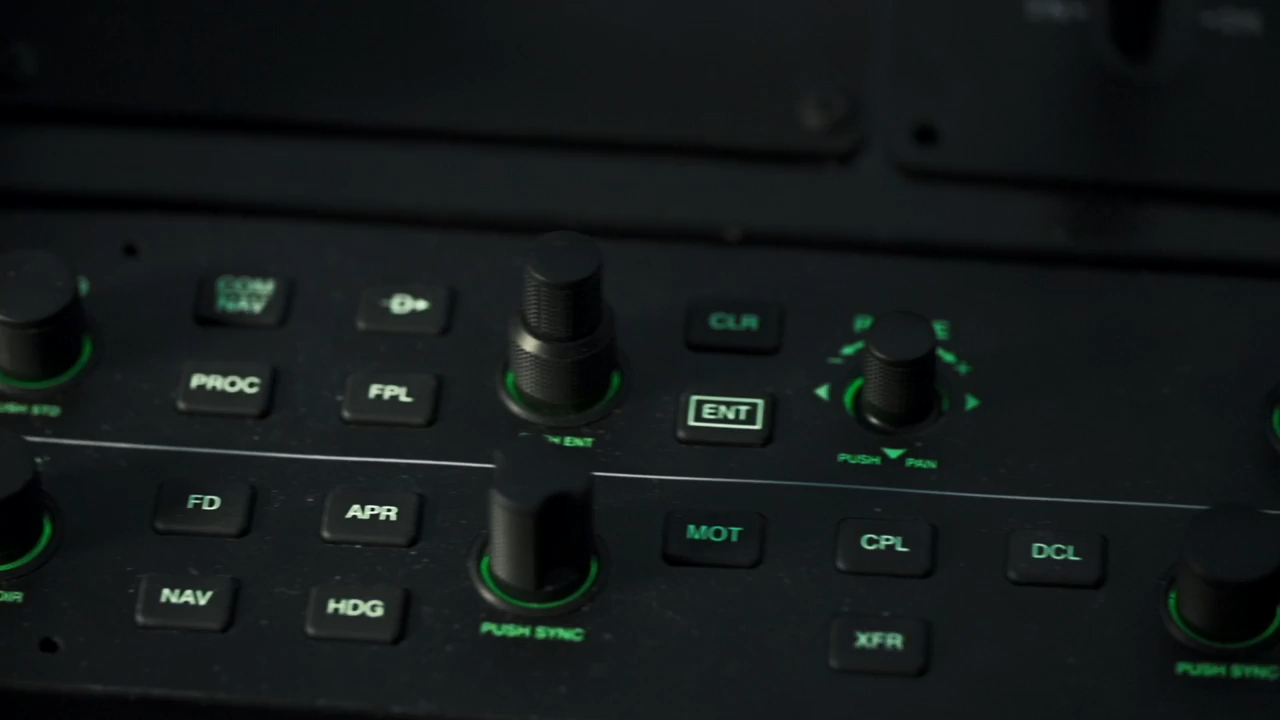 COM
NAV
D
CLR
PROC
FPL
ENT
ENT
PUSH PAN
FD
APR
MOT
CPL
DCL
NAV
HDG
PUSH SYNC
XFR
PUSH SYNC